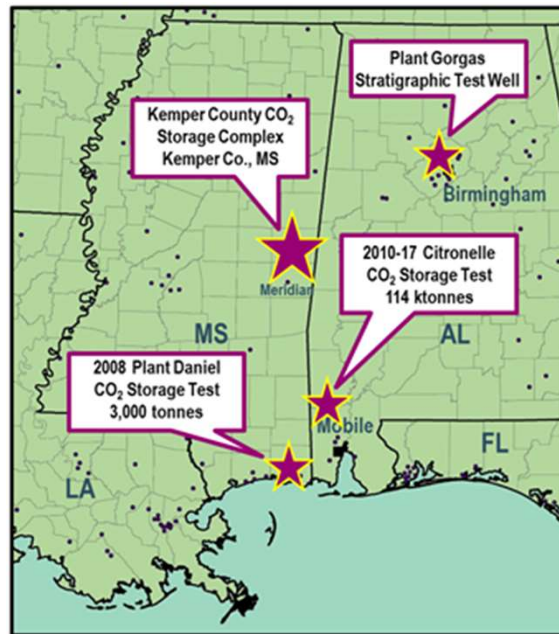 Plant Gorgas
Stratigraphic Test Well
Kemper County CO₂
Storage Complex
Kemper Co., MS
Birmingham
2010-17 Citronelle
CO₂ Storage Test
114 ktonnes
Meridian
MS
AL
2008 Plant Daniel
CO₂ Storage Test
3,000 tonnes
Mobile
FL
LA